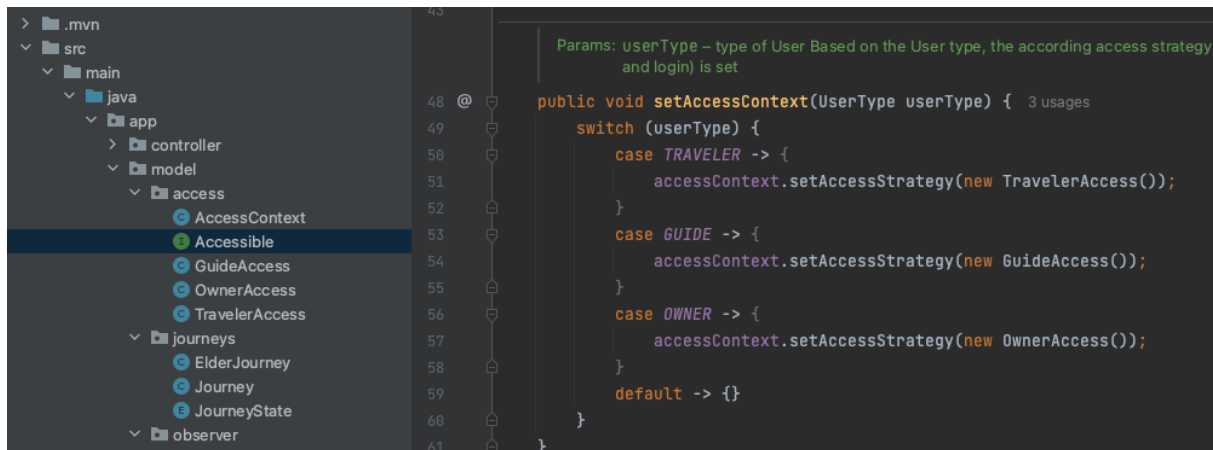 .mvn
src
main
java
app
controller
model
access
AccessContext
Accessible
GuideAccess
OwnerAccess
TravelerAccess
journeys
ElderJourney
Journey
JourneyState
observer
43
Params: userType – type of User Based on the User type, the according access strategy
and login) is set
48 @ public void setAccessContext(UserType userType) { 3 usages
49 switch (userType) {
50 case TRAVELER -> {
51 accessContext.setAccessStrategy(new TravelerAccess());
52 }
53 case GUIDE -> {
54 accessContext.setAccessStrategy(new GuideAccess());
55 }
56 case OWNER -> {
57 accessContext.setAccessStrategy(new OwnerAccess());
58 }
59 default -> {}
60 }
61 }